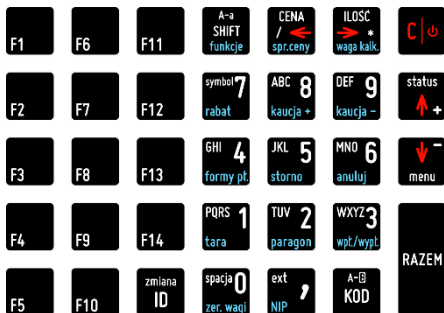 F1 F6 F11 A-a SHIFT funkcje CENA / spr.ceny ILOŚĆ * waga kalk. C|
F2 F7 F12 symbol 7 rabat ABC 8 kaucja + DEF 9 kaucja - status +
F3 F8 F13 GHI 4 formy pł. JKL 5 storno MNO 6 anuluj - menu
F4 F9 F14 PQRS 1 tara TUV 2 paragon WXYZ 3 wpł./wypł. RAZEM
F5 F10 zmiana ID spacja 0 zer. wagi ext , NIP A-B KOD